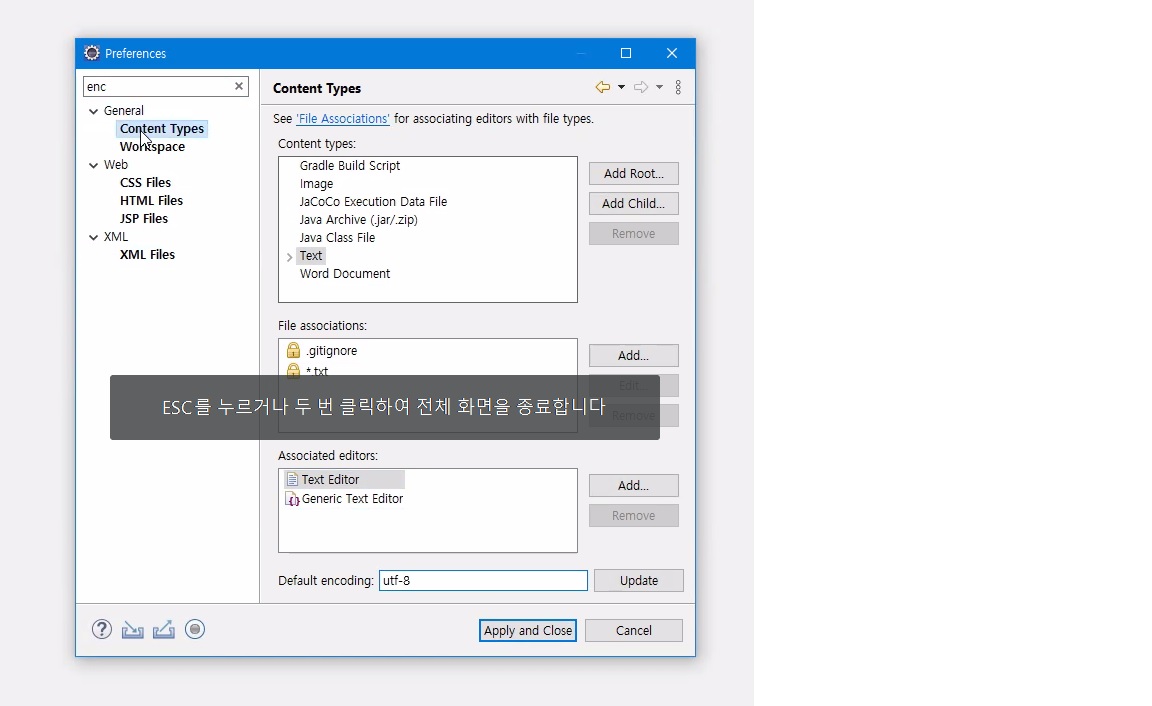 Preferences
enc
Content Types
General
Content Types
Workspace
Web
CSS Files
HTML Files
JSP Files
XML
XML Files
See 'File Associations' for associating editors with file types.
Content types:
Gradle Build Script
Image
JaCoCo Execution Data File
Java Archive (.jar/.zip)
Java Class File
Text
Word Document
Add Root...
Add Child...
Remove
File associations:
.gitignore
*.txt
Add...
Edit...
Remove
ESC를 누르거나 두 번 클릭하여 전체 화면을 종료합니다
Associated editors:
Text Editor
Generic Text Editor
Add...
Remove
Default encoding: utf-8 Update
Apply and Close Cancel